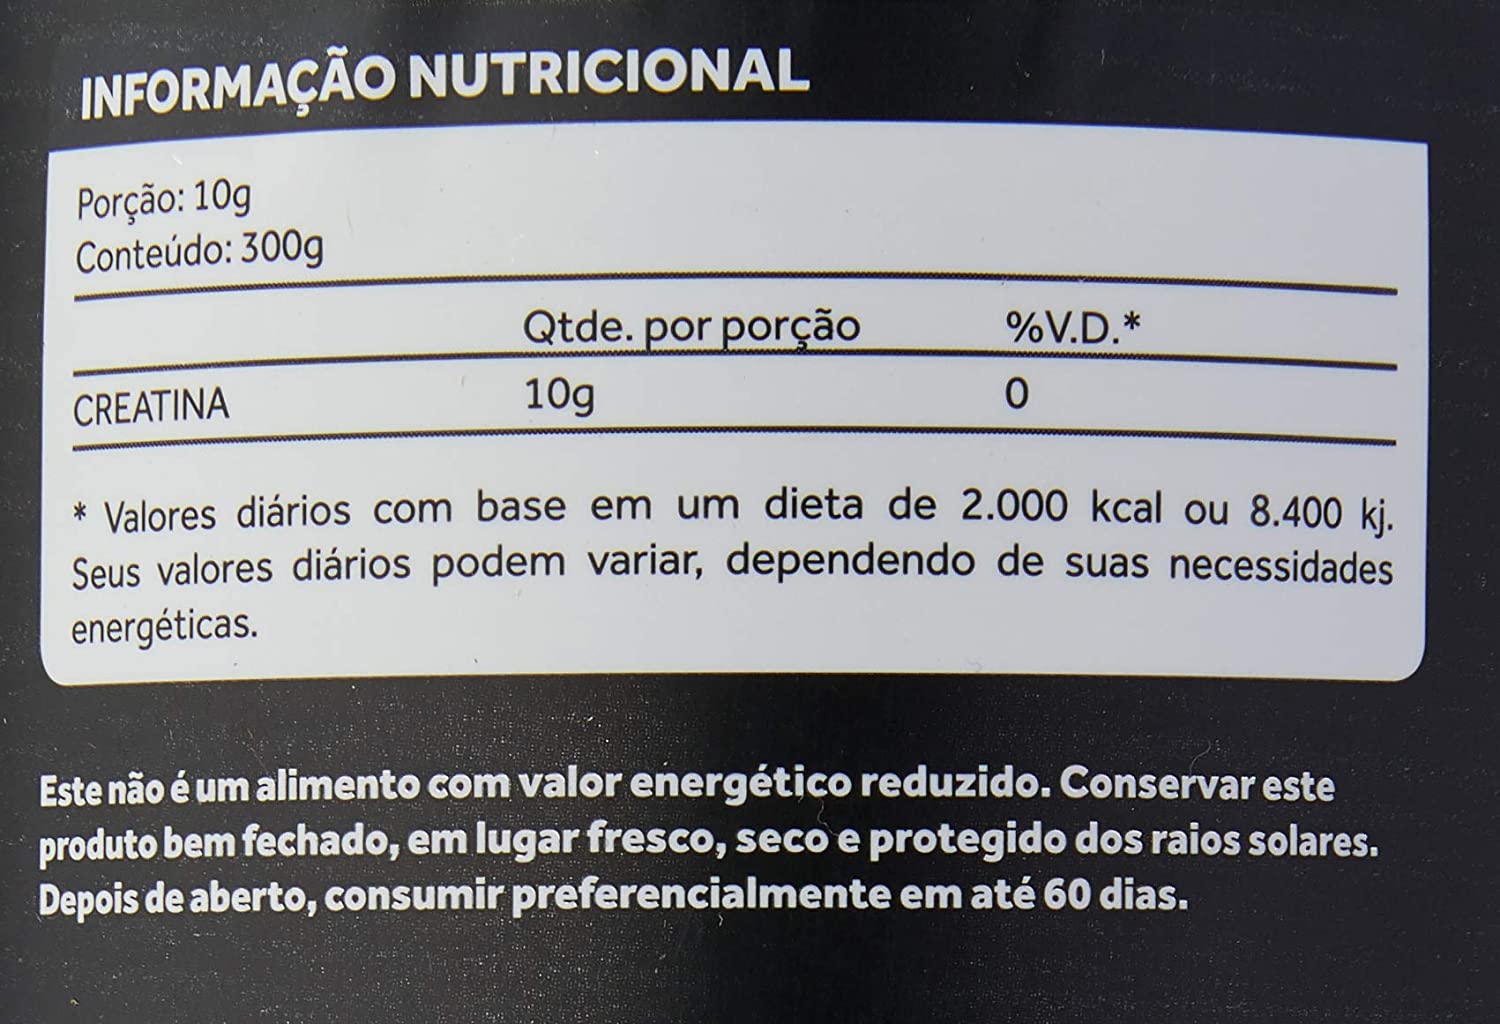 INFORMAÇÃO NUTRICIONAL
Porção: 10g
Conteúdo: 300g
Qtde. por porção %V.D.*
CREATINA 10g 0
* Valores diários com base em um dieta de 2.000 kcal ou 8.400 kj.
Seus valores diários podem variar, dependendo de suas necessidades
energéticas.
Este não é um alimento com valor energético reduzido. Conservar este
produto bem fechado, em lugar fresco, seco e protegido dos raios solares.
Depois de aberto, consumir preferencialmente em até 60 dias.